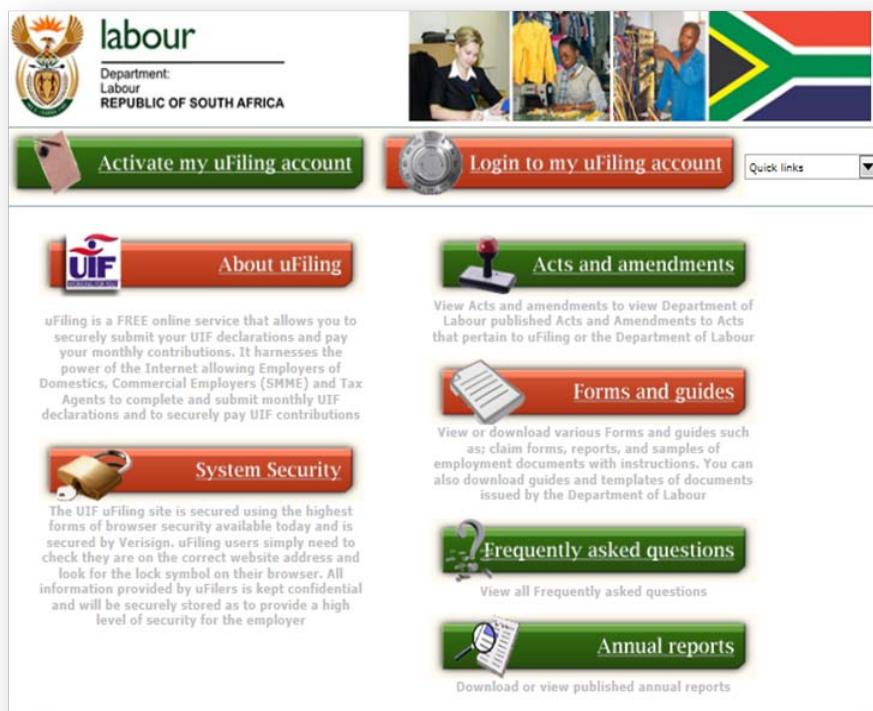 labour
Department:
Labour
REPUBLIC OF SOUTH AFRICA
Activate my uFiling account
Login to my uFiling account
Quick links
UIF
WORKING FOR YOU
About uFiling
uFiling is a FREE online service that allows you to
securely submit your UIF declarations and pay
your monthly contributions. It harnesses the
power of the Internet allowing Employers of
Domestics, Commercial Employers (SMME) and Tax
Agents to complete and submit monthly UIF
declarations and to securely pay UIF contributions
System Security
The UIF uFiling site is secured using the highest
forms of browser security available today and is
secured by Verisign. uFiling users simply need to
check they are on the correct website address and
look for the lock symbol on their browser. All
information provided by uFilers is kept confidential
and will be securely stored as to provide a high
level of security for the employer
Acts and amendments
View Acts and amendments to view Department of
Labour published Acts and Amendments to Acts
that pertain to uFiling or the Department of Labour
Forms and guides
View or download various Forms and guides such
as; claim forms, reports, and samples of
employment documents with instructions. You can
also download guides and templates of documents
issued by the Department of Labour
Frequently asked questions
View all Frequently asked questions
Annual reports
Download or view published annual reports